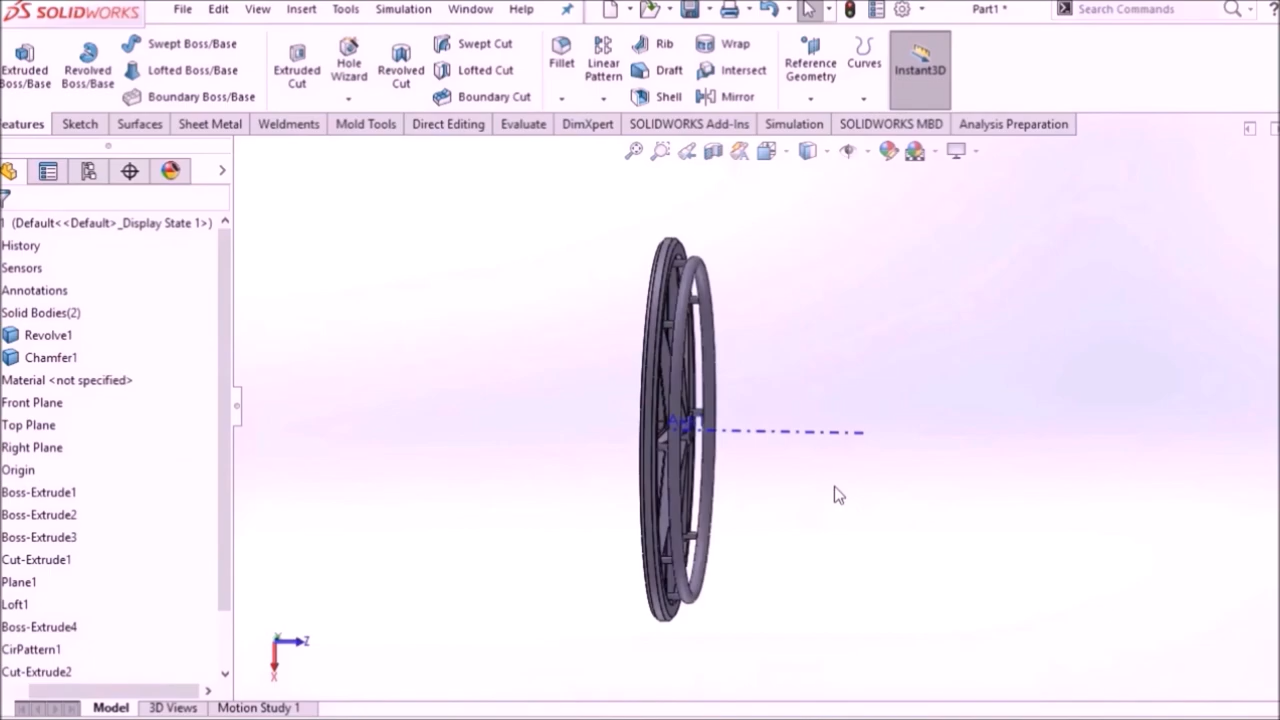 SOLIDWORKS File Edit View Insert Tools Simulation Window Help Part1 * Search Commands ?
Extruded Boss/Base
Revolved Boss/Base
Swept Boss/Base
Lofted Boss/Base
Boundary Boss/Base
Extruded Cut
Hole Wizard
Revolved Cut
Swept Cut
Lofted Cut
Boundary Cut
Fillet
Linear Pattern
Rib
Draft
Shell
Wrap
Intersect
Mirror
Reference Geometry
Curves
Instant3D
eatures Sketch Surfaces Sheet Metal Weldments Mold Tools Direct Editing Evaluate DimXpert SOLIDWORKS Add-Ins Simulation SOLIDWORKS MBD Analysis Preparation
1 (Default<<Default>_Display State 1>)
History
Sensors
Annotations
Solid Bodies(2)
Revolve1
Chamfer1
Material <not specified>
Front Plane
Top Plane
Right Plane
Origin
Boss-Extrude1
Boss-Extrude2
Boss-Extrude3
Cut-Extrude1
Plane1
Loft1
Boss-Extrude4
CirPattern1
Cut-Extrude2
Y
Z
X
Model 3D Views Motion Study 1